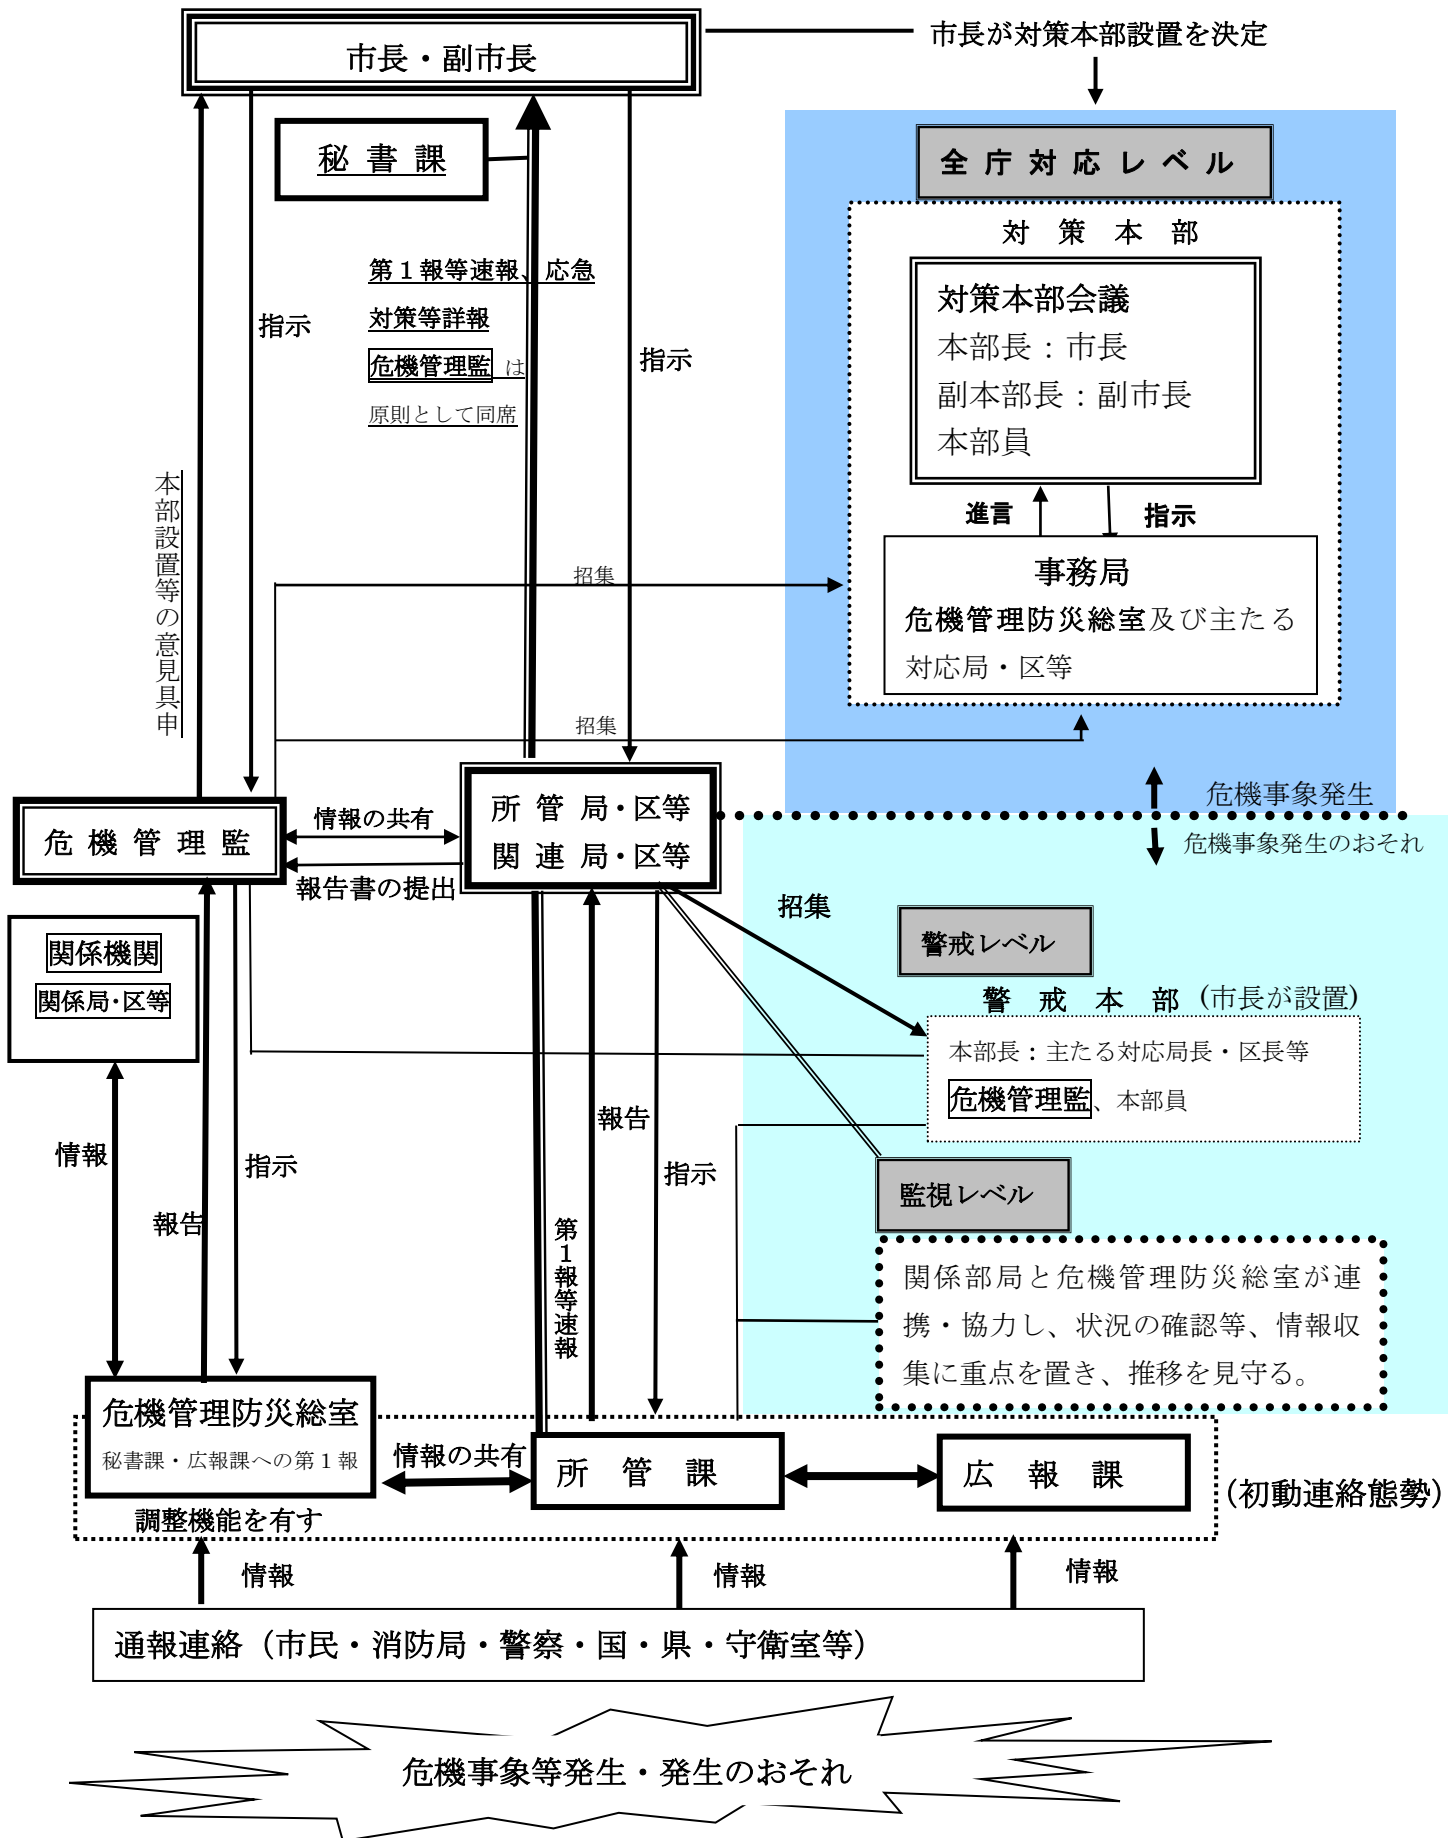 市長・副市長
市長が対策本部設置を決定
秘書課
全庁対応レベル
対策本部
対策本部会議
本部長：市長
副本部長：副市長
本部員
進言
指示
事務局
危機管理防災総室及び主たる
対応局・区等
第１報等速報、応急
対策等詳報
危機管理監 は
原則として同席
指示
指示
本部設置等の意見具申
招集
招集
危機管理監
情報の共有
報告書の提出
所管局・区等
関連局・区等
危機事象発生
危機事象発生のおそれ
招集
警戒レベル
警戒本部（市長が設置）
本部長：主たる対応局長・区長等
危機管理監、本部員
関係機関
関係局・区等
情報
報告
指示
報告
指示
第１報等速報
監視レベル
関係部局と危機管理防災総室が連
携・協力し、状況の確認等、情報収
集に重点を置き、推移を見守る。
危機管理防災総室
秘書課・広報課への第１報
調整機能を有す
情報の共有
所管課
広報課
（初動連絡態勢）
情報
情報
情報
通報連絡（市民・消防局・警察・国・県・守衛室等）
危機事象等発生・発生のおそれ